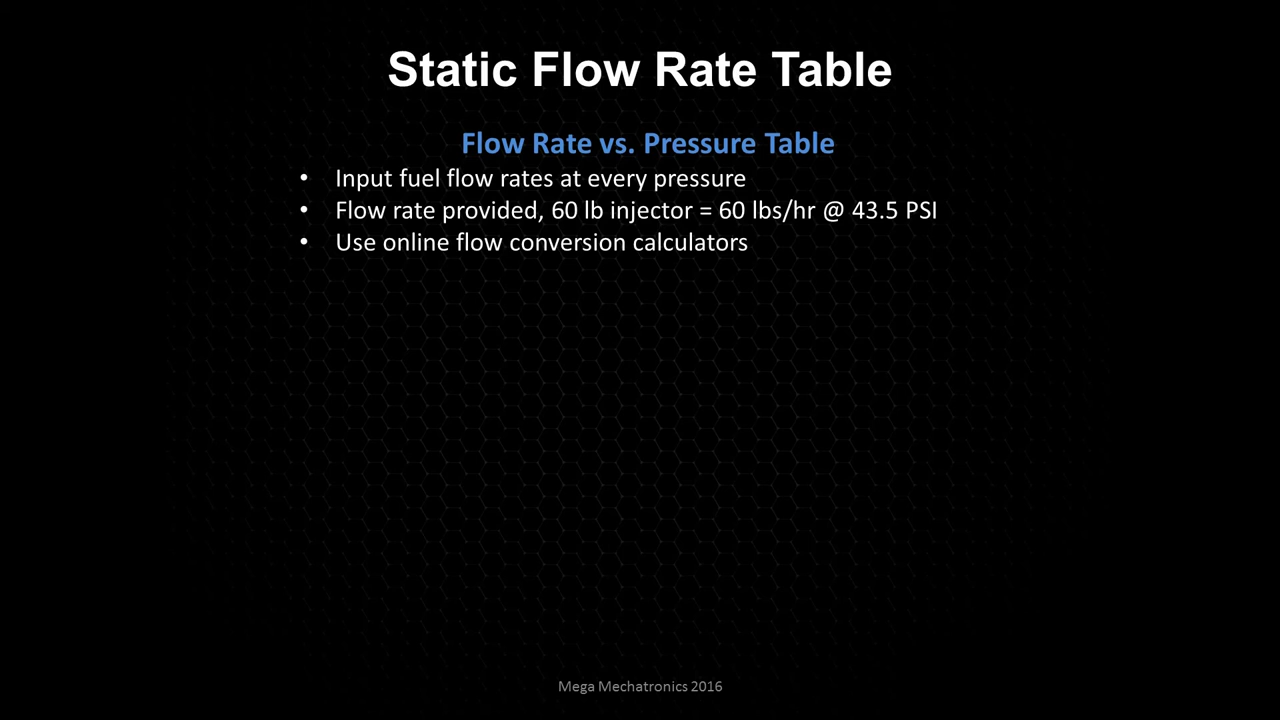 Static Flow Rate Table
Flow Rate vs. Pressure Table
• Input fuel flow rates at every pressure
• Flow rate provided, 60 lb injector = 60 lbs/hr @ 43.5 PSI
• Use online flow conversion calculators
Mega Mechatronics 2016